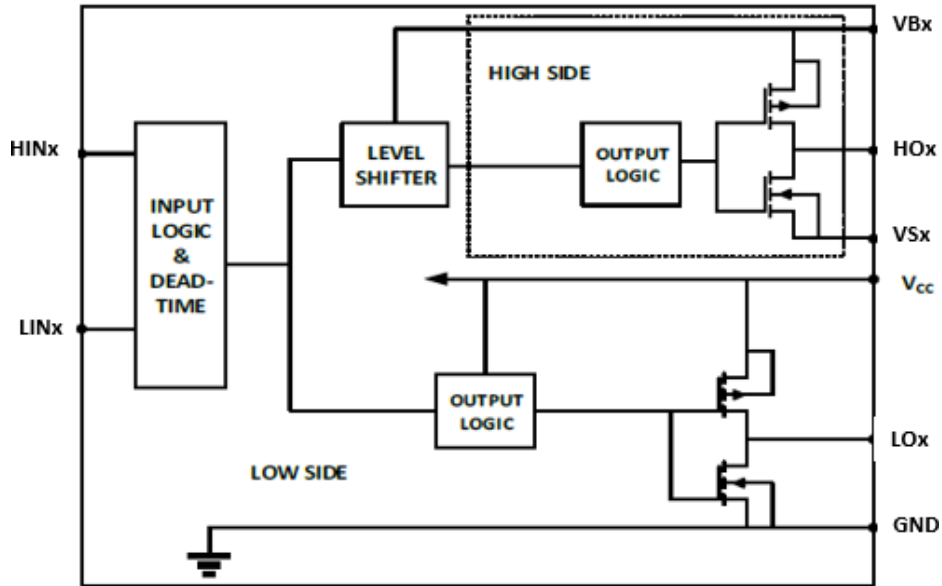 VBx
HIGH SIDE
HINx
INPUT
LOGIC
&
DEAD-
TIME
LEVEL
SHIFTER
OUTPUT
LOGIC
HOx
VSx
VCC
LINx
OUTPUT
LOGIC
LOx
LOW SIDE
GND